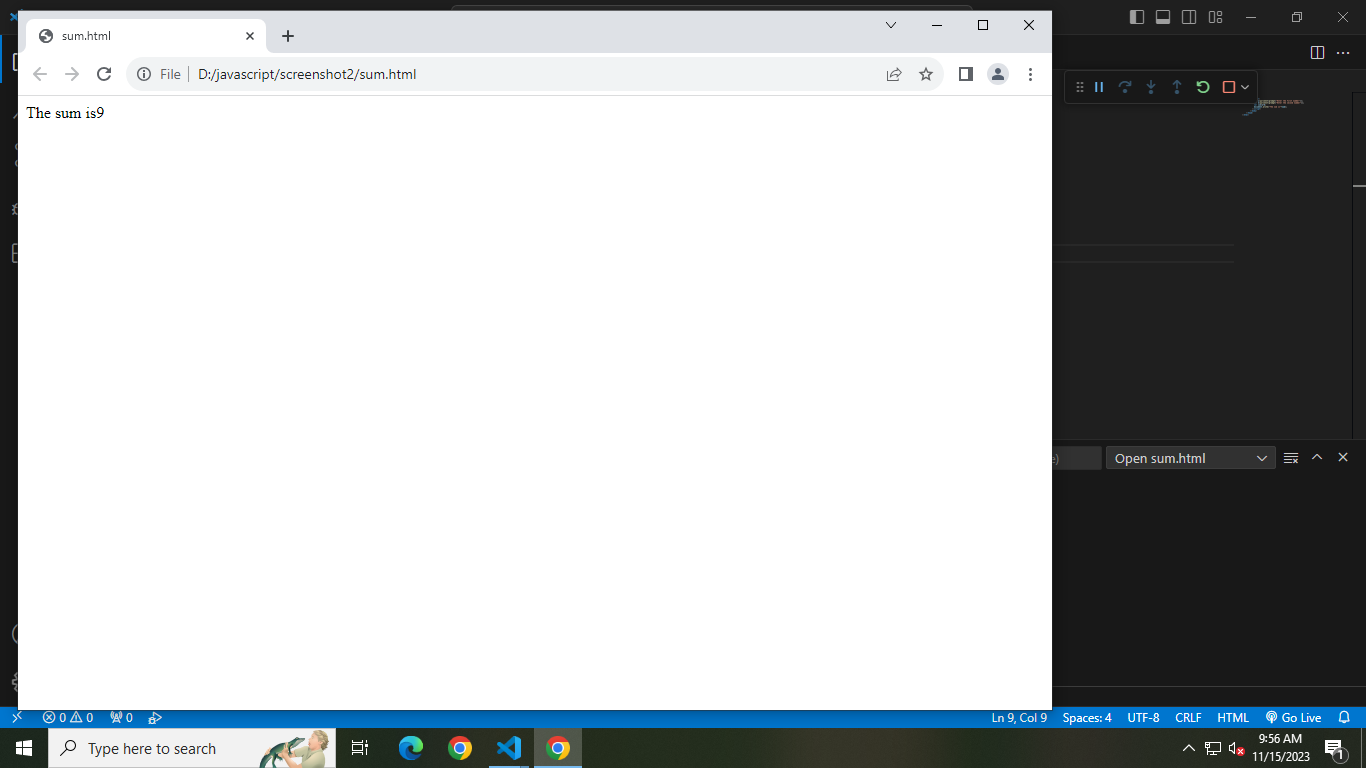 sum.html
File
D:/javascript/screenshot2/sum.html
The sum is9
e)
Open sum.html
0
0
0
Ln 9, Col 9
Spaces: 4
UTF-8
CRLF
HTML
Go Live
Type here to search
9:56 AM
11/15/2023
1